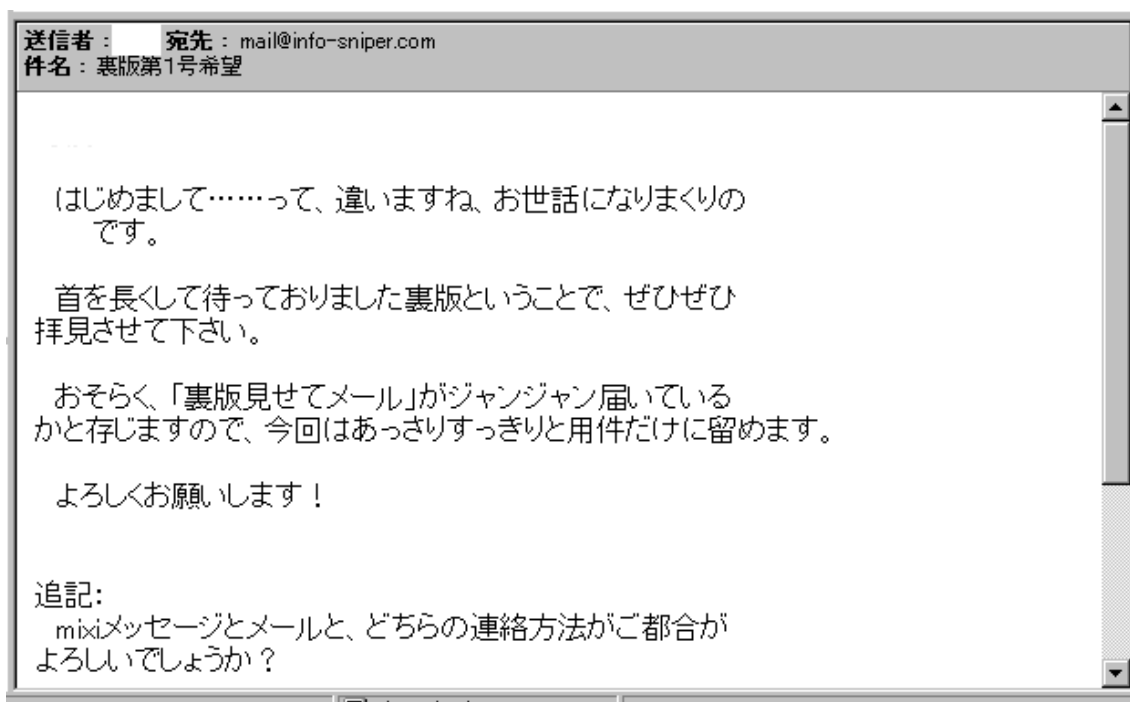 送信者： 宛先： mail@info-sniper.com
件名：裏版第1号希望
はじめまして……って、違いますね、お世話になりまくりの
です。
首を長くして待っておりました裏版ということで、ぜひぜひ
拝見させて下さい。
おそらく、「裏版見せてメール」がジャンジャン届いている
かと存じますので、今回はあっさりすっきりと用件だけに留めます。
よろしくお願いします！
追記：
mixiメッセージとメールと、どちらの連絡方法がご都合が
よろしいでしょうか？